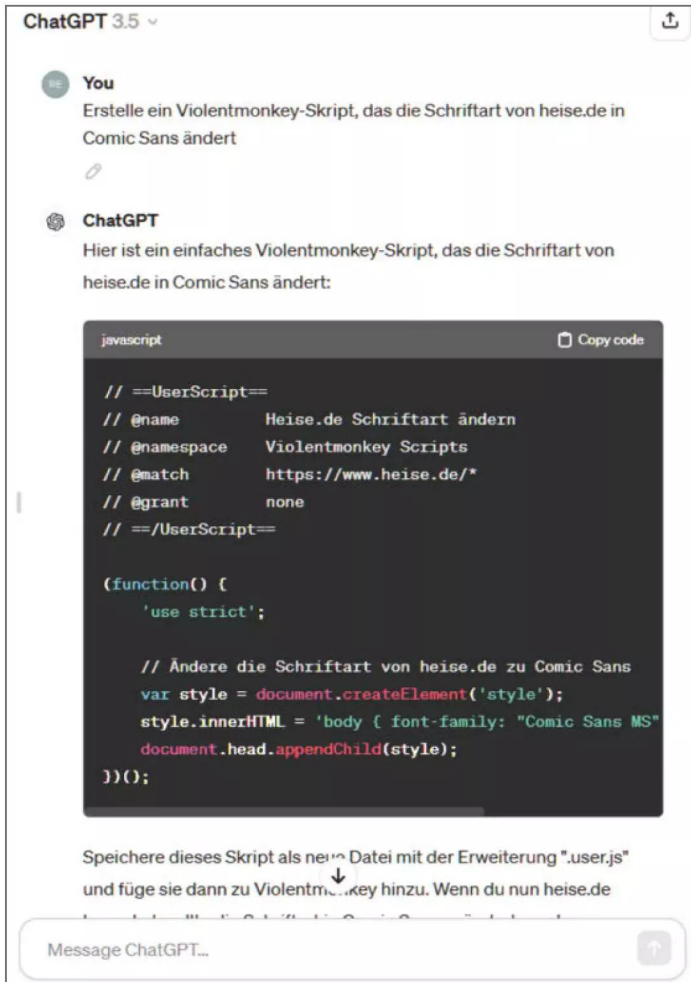 ChatGPT 3.5
RE
You
Erstelle ein Violentmonkey-Skript, das die Schriftart von heise.de in
Comic Sans ändert
ChatGPT
Hier ist ein einfaches Violentmonkey-Skript, das die Schriftart von
heise.de in Comic Sans ändert:
javascript Copy code
// ==UserScript==
// @name Heise.de Schriftart ändern
// @namespace Violentmonkey Scripts
// @match https://www.heise.de/*
// @grant none
// ==/UserScript==
(function() {
'use strict';
// Ändere die Schriftart von heise.de zu Comic Sans
var style = document.createElement('style');
style.innerHTML = 'body { font-family: "Comic Sans MS"
document.head.appendChild(style);
})();
Speichere dieses Skript als neue Datei mit der Erweiterung ".user.js"
und füge sie dann zu hinzu. Wenn du nun heise.de
Message ChatGPT...